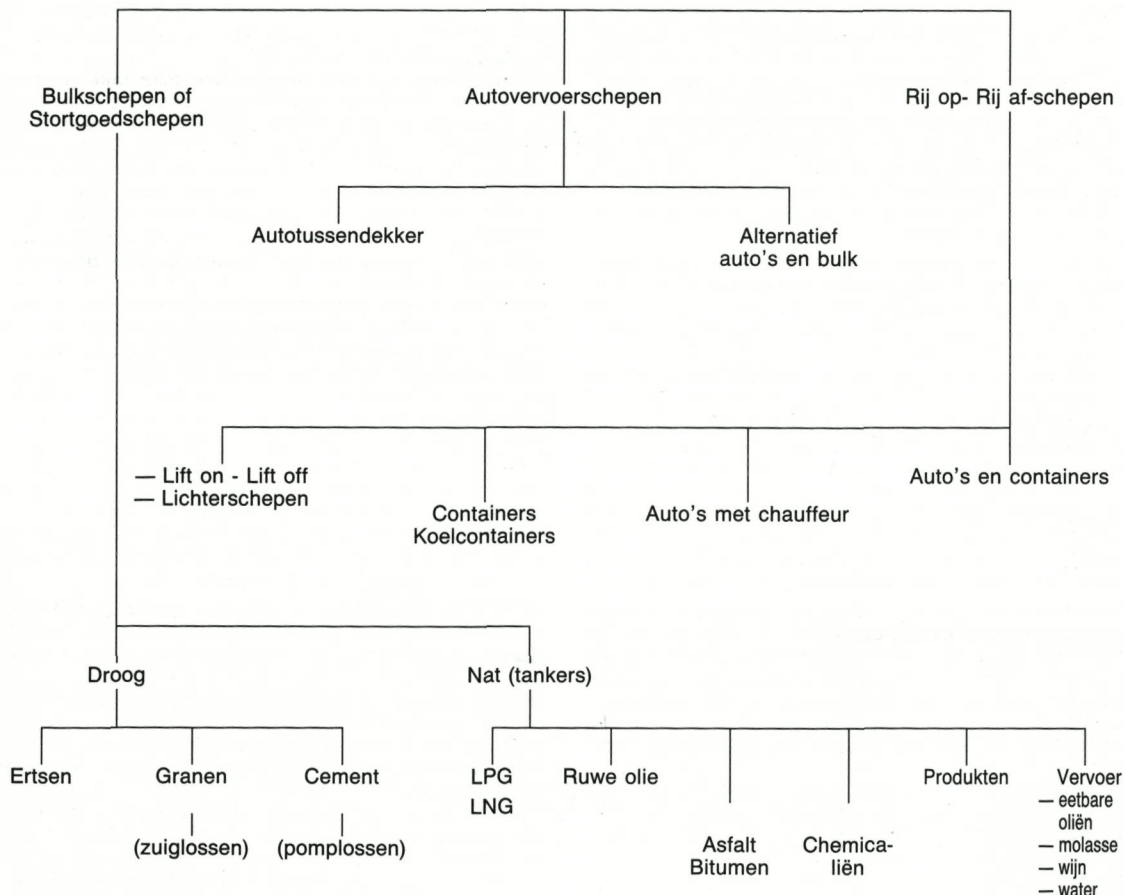 Bulkschepen of
Stortgoedschepen
Autovervoerschepen
Rij op- Rij af-schepen
Autotussendekker
Alternatief
auto's en bulk
— Lift on - Lift off
— Lichterschepen
Containers
Koelcontainers
Auto's met chauffeur
Auto's en containers
Droog
Nat (tankers)
Ertsen
Granen
(zuiglossen)
Cement
(pomplossen)
LPG
LNG
Ruwe olie
Asfalt
Bitumen
Chemica-
liën
Produkten
Vervoer
— eetbare
oliën
— molasse
— wijn
— water